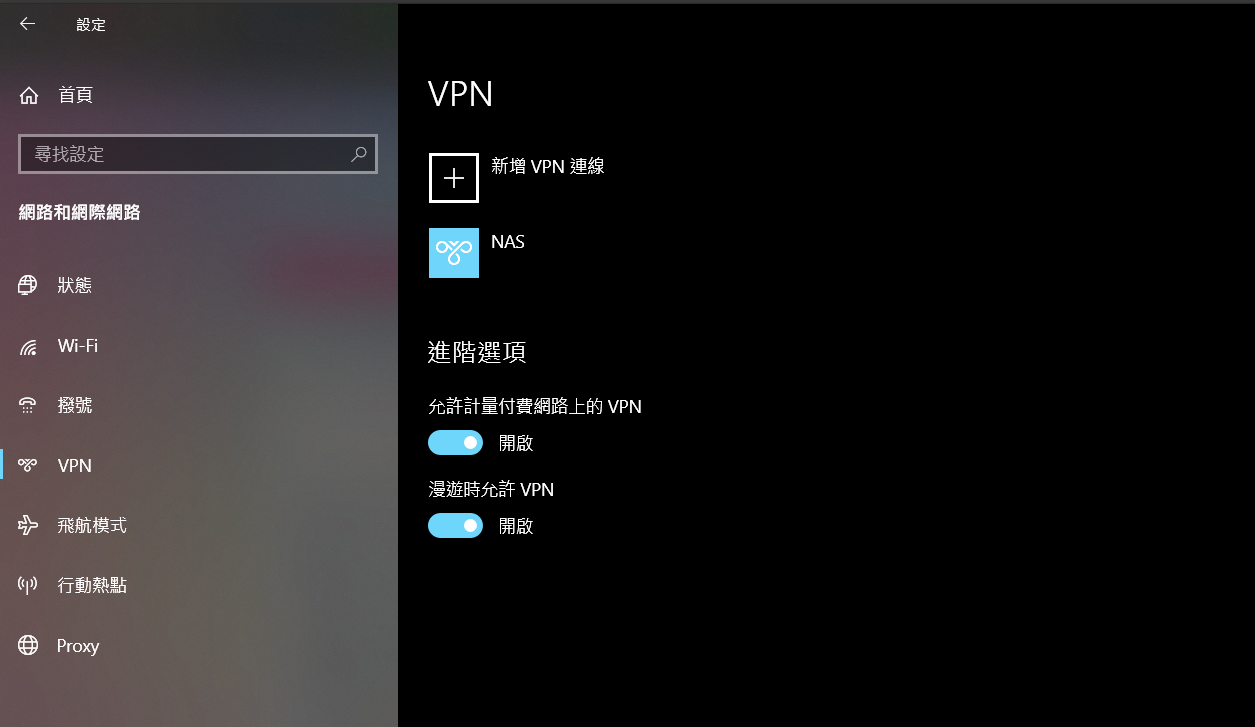 設定
首頁
尋找設定
網路和網際網路
狀態
Wi-Fi
撥號
VPN
飛航模式
行動熱點
Proxy
VPN
新增 VPN 連線
NAS
進階選項
允許計量付費網路上的 VPN
開啟
漫遊時允許 VPN
開啟